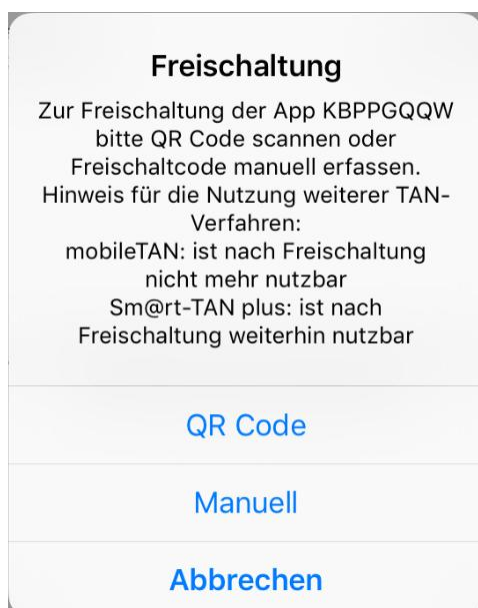 Freischaltung
Zur Freischaltung der App KBPPGQQW
bitte QR Code scannen oder
Freischaltcode manuell erfassen.
Hinweis für die Nutzung weiterer TAN-
Verfahren:
mobileTAN: ist nach Freischaltung
nicht mehr nutzbar
Sm@rt-TAN plus: ist nach
Freischaltung weiterhin nutzbar
QR Code
Manuell
Abbrechen